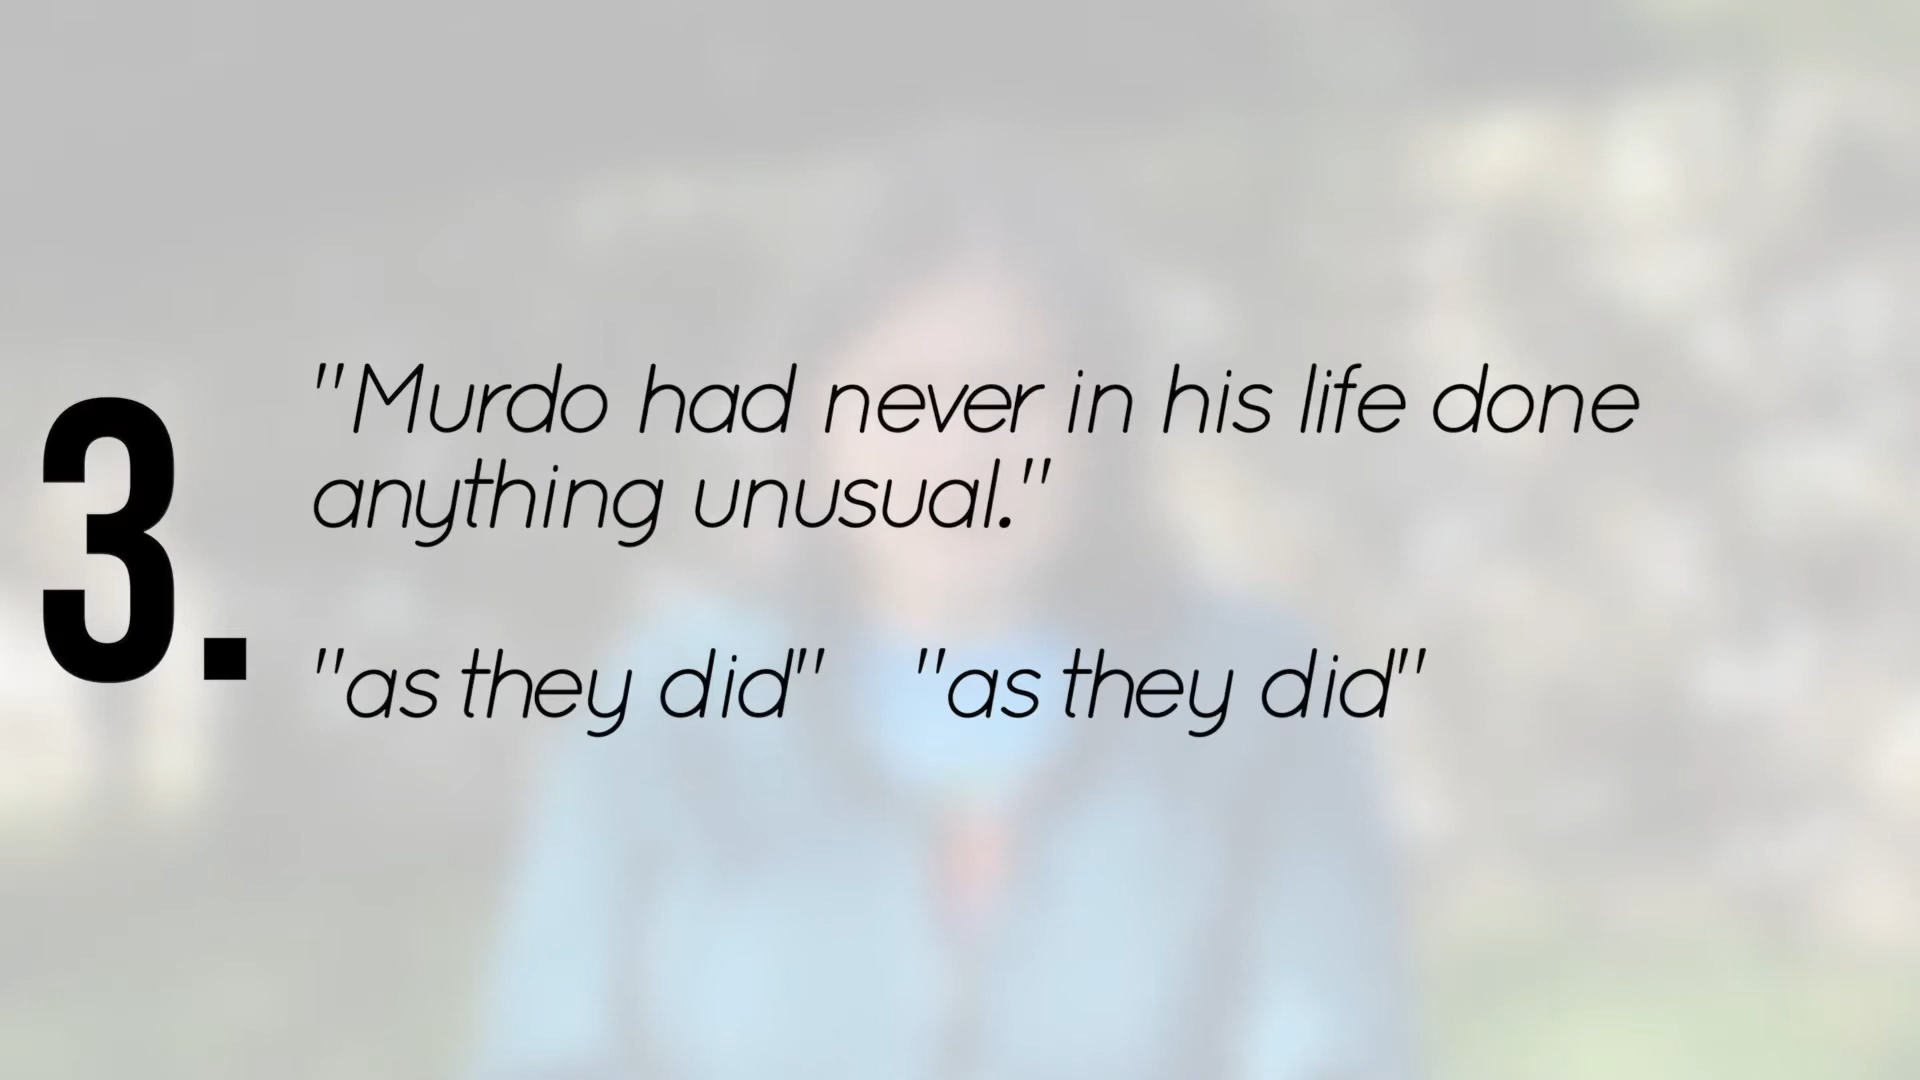 3.
"Murdo had never in his life done
anything unusual."
"as they did" "as they did"